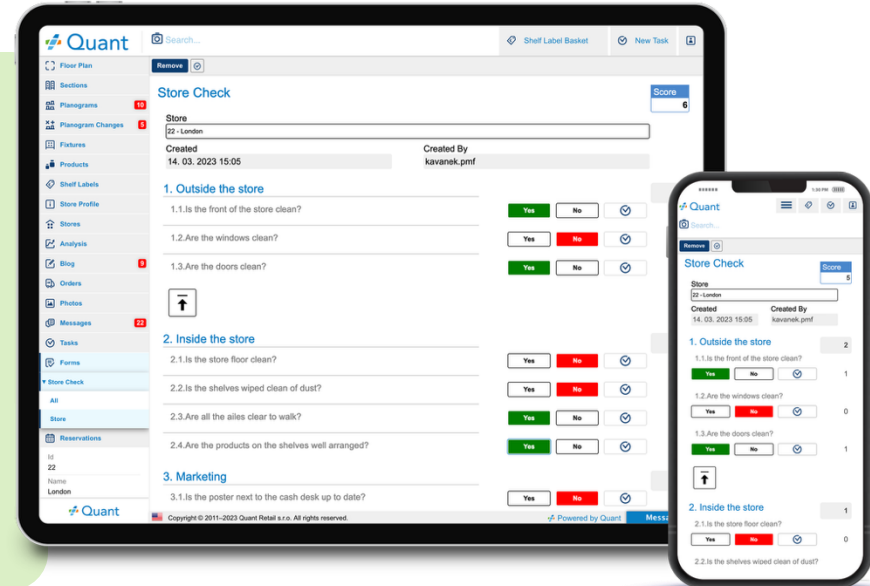 Quant
Search...
Shelf Label Basket
New Task
Floor Plan
Remove
Sections
Planograms 10
Planogram Changes 5
Fixtures
Products
Shelf Labels
Store Profile
Stores
Analysis
Blog 9
Orders
Photos
Messages 22
Tasks
Forms
Store Check
All
Store
Reservations
Id
22
Name
London
Quant
Store Check
Score
6
Store
22 - London
Created
Created By
14. 03. 2023 15:05
kavanek.pmf
1. Outside the store
1.1.Is the front of the store clean? Yes No
1.2.Are the windows clean? Yes No
1.3.Are the doors clean? Yes No
2. Inside the store
2.1.Is the store floor clean? Yes No
2.2.Is the shelves wiped clean of dust? Yes No
2.3.Are all the ailes clear to walk? Yes No
2.4.Are the products on the shelves well arranged? Yes No
3. Marketing
3.1.Is the poster next to the cash desk up to date? Yes No
Copyright © 2011–2023 Quant Retail s.r.o. All rights reserved.
Powered by Quant
Messa
1:30 PM
Quant
Search...
Remove
Store Check
Score
5
Store
22 - London
Created
Created By
14. 03. 2023 15:05
kavanek.pmf
1. Outside the store 2
1.1.Is the front of the store clean?
Yes No 1
1.2.Are the windows clean?
Yes No 0
1.3.Are the doors clean?
Yes No 1
2. Inside the store 1
2.1.Is the store floor clean?
Yes No 0
2.2.Is the shelves wiped clean of dust?